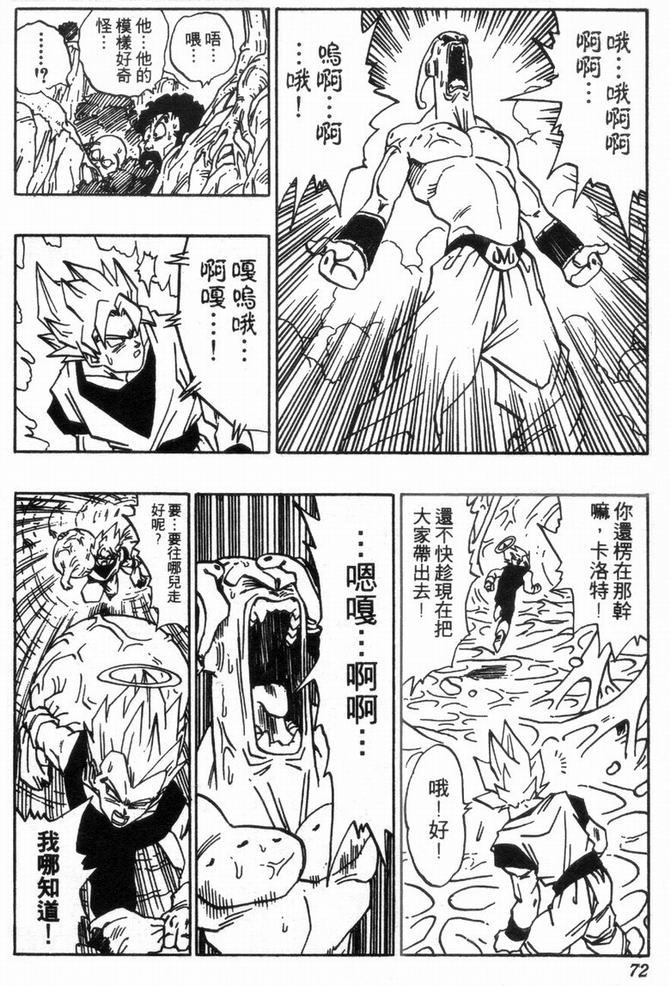 哦…哦啊啊
啊啊…
嗚啊…啊
…哦！
唔…
喂…
他…他的
模樣好奇
怪…
……!?
嘎嗚哦…
啊嘎…！
你還楞在那幹
嘛，卡洛特！
還不快趁現在把
大家帶出去！
哦！好！
…嗯嘎…啊啊…
要…要往哪兒走
好呢？
我哪知道！
72